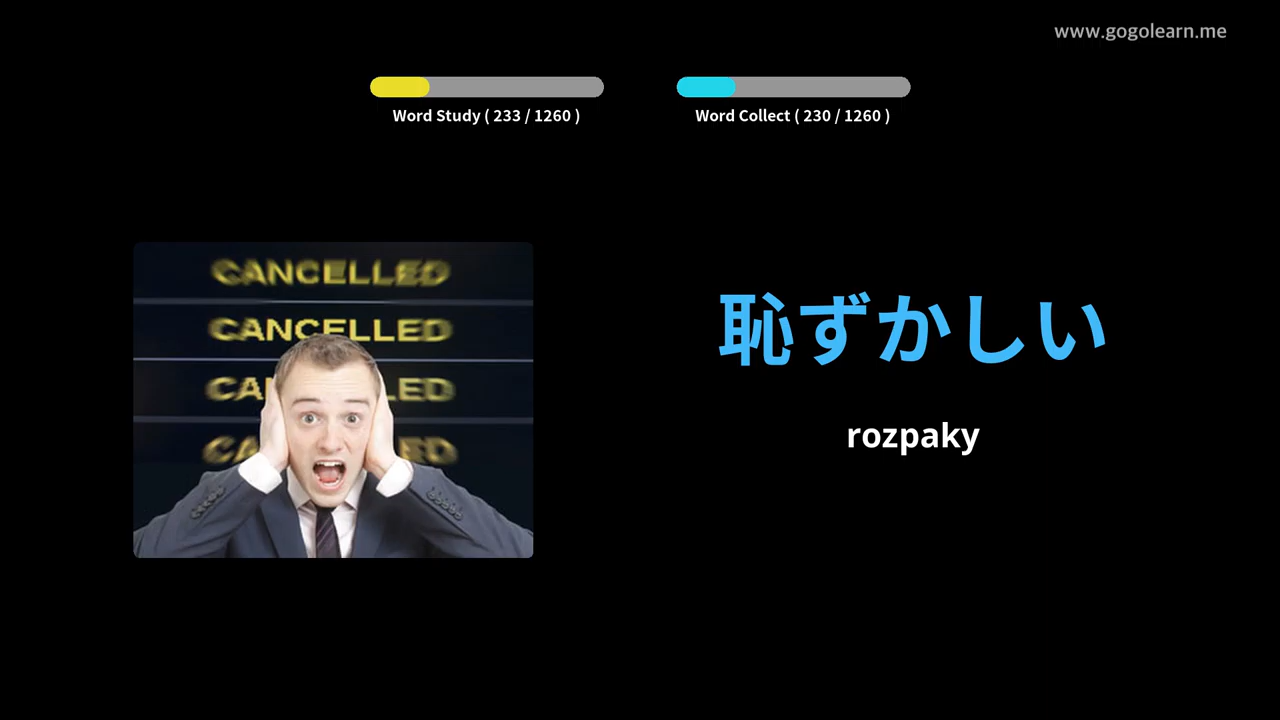 www.gogolearn.me
Word Study ( 233 / 1260 )
Word Collect ( 230 / 1260 )
CANCELLED
CANCELLED
恥ずかしい
rozpaky